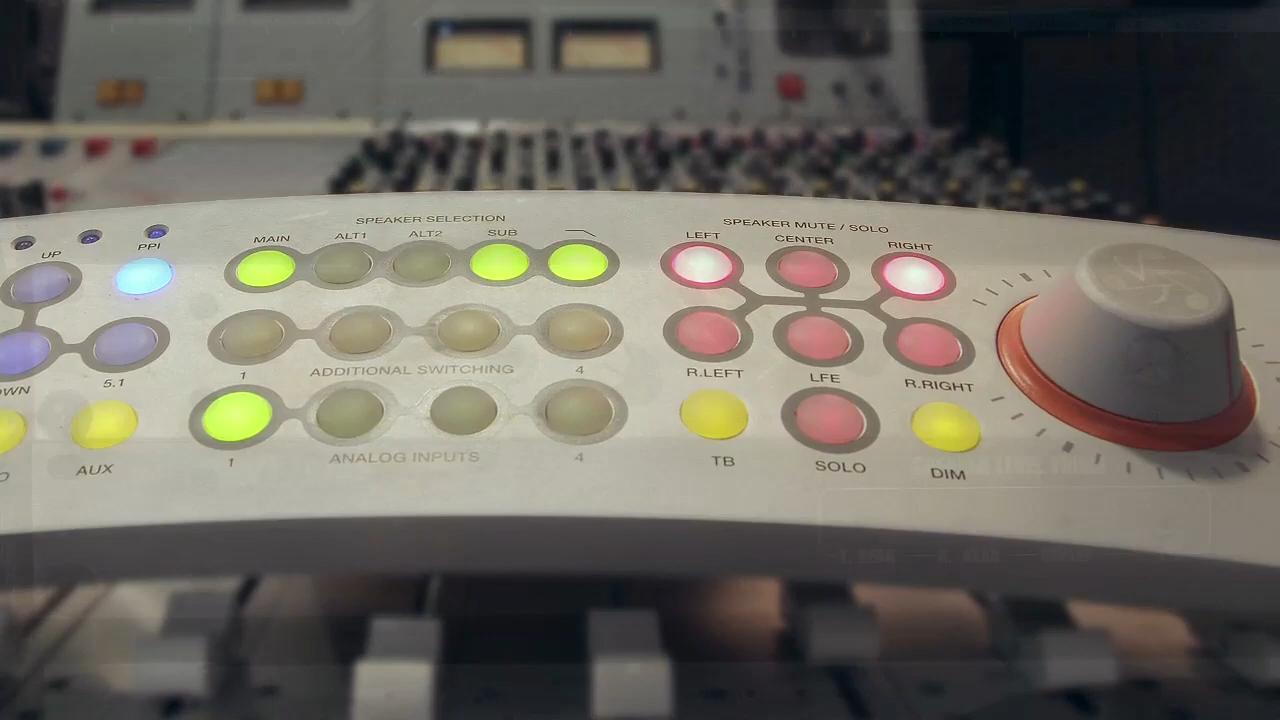 SPEAKER SELECTION
SPEAKER MUTE / SOLO
UP
PPI
MAIN
ALT1
ALT2
SUB
LEFT
CENTER
RIGHT
OWN
5.1
1
ADDITIONAL SWITCHING
4
R.LEFT
LFE
R.RIGHT
AUX
1
ANALOG INPUTS
4
TB
SOLO
DIM